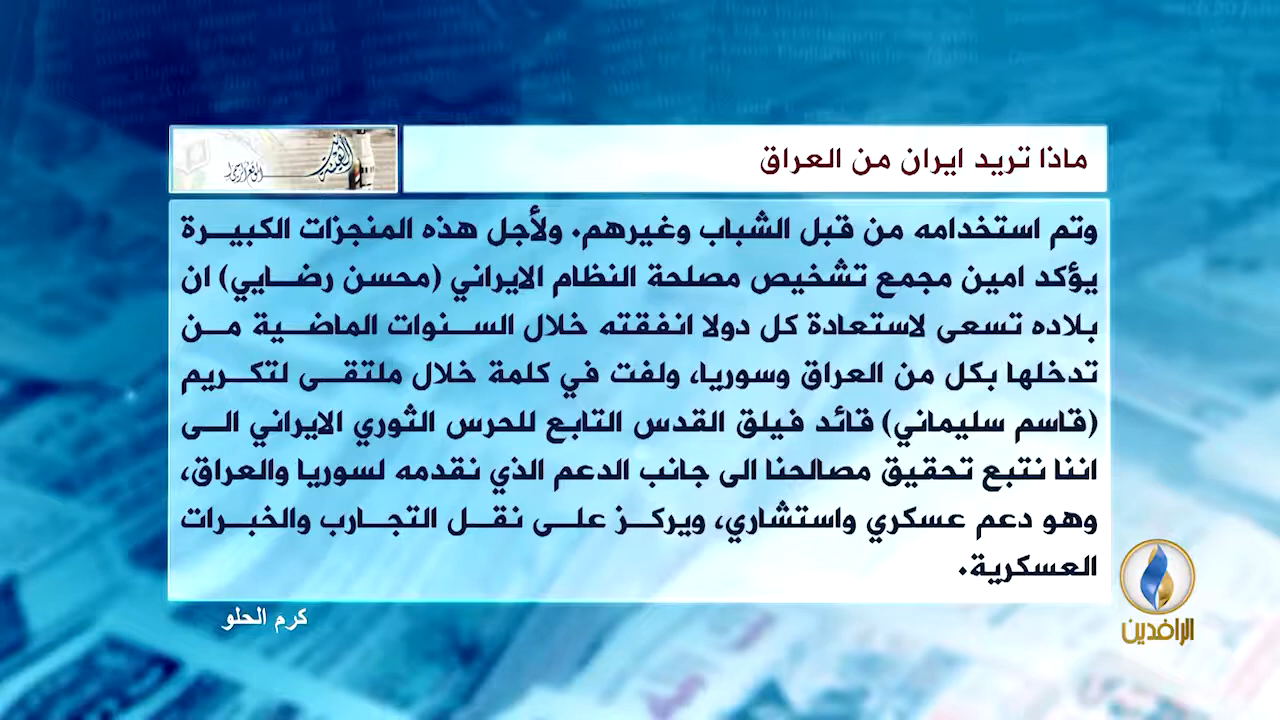 ماذا تريد ايران من العراق
وتم استخدامه من قبل الشباب وغيرهم. ولأجل هذه المنجزات الكبيرة
يؤكد امين مجمع تشخيص مصلحة النظام الايراني (محسن رضايي) ان
بلاده تسعى لاستعادة كل دولا انفقته خلال السنوات الماضية من
تدخلها بكل من العراق وسوريا، ولفت في كلمة خلال ملتقى لتكريم
(قاسم سليماني) قائد فيلق القدس التابع للحرس الثوري الايراني الى
اننا نتبع تحقيق مصالحنا الى جانب الدعم الذي نقدمه لسوريا والعراق،
وهو دعم عسكري واستشاري، ويركز على نقل التجارب والخبرات
العسكرية.
كرم الحلو
الرافدين